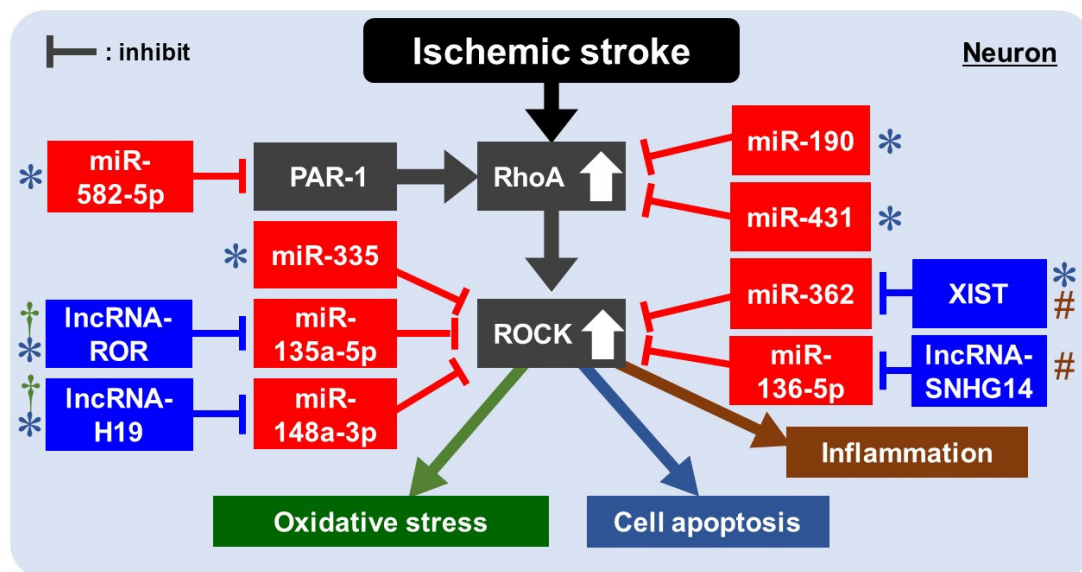 : inhibit
Ischemic stroke
Neuron
* miR-
582-5p
PAR-1
RhoA
miR-190 *
miR-431 *
* miR-335
miR-362
XIST
*
#
†
*
lncRNA-
ROR
miR-
135a-5p
ROCK
miR-
136-5p
lncRNA-
SNHG14
#
†
*
lncRNA-
H19
miR-
148a-3p
Inflammation
Oxidative stress
Cell apoptosis